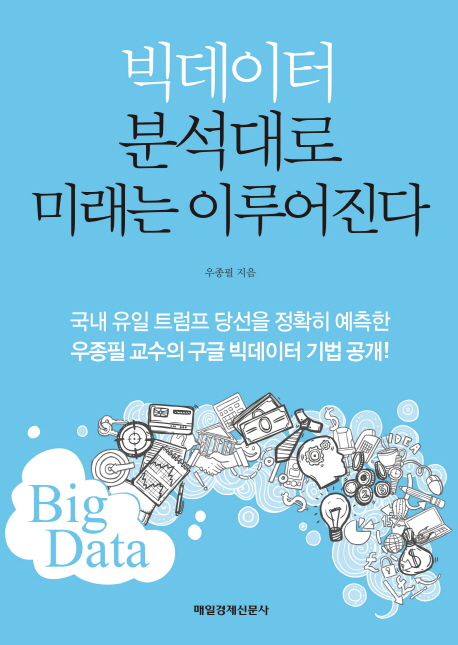 빅데이터
분석대로
미래는 이루어진다
우종필 지음
국내 유일 트럼프 당선을 정확히 예측한
우종필 교수의 구글 빅데이터 기법 공개!
IDEA
Big
Data
매일경제신문사